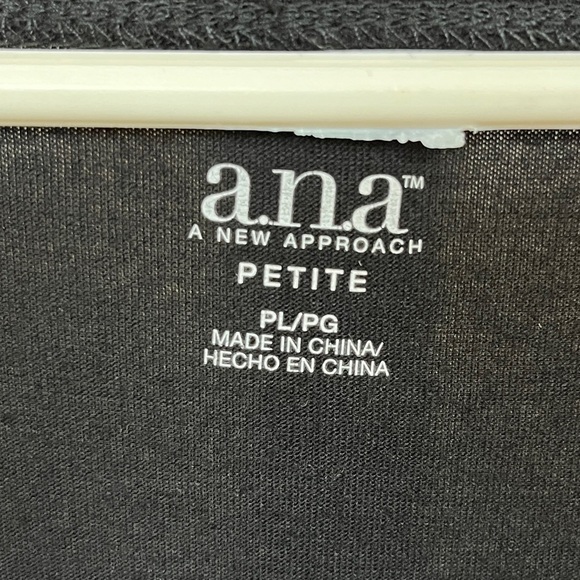 a.n.a™
A NEW APPROACH
PETITE
PL/PG
MADE IN CHINA/
HECHO EN CHINA